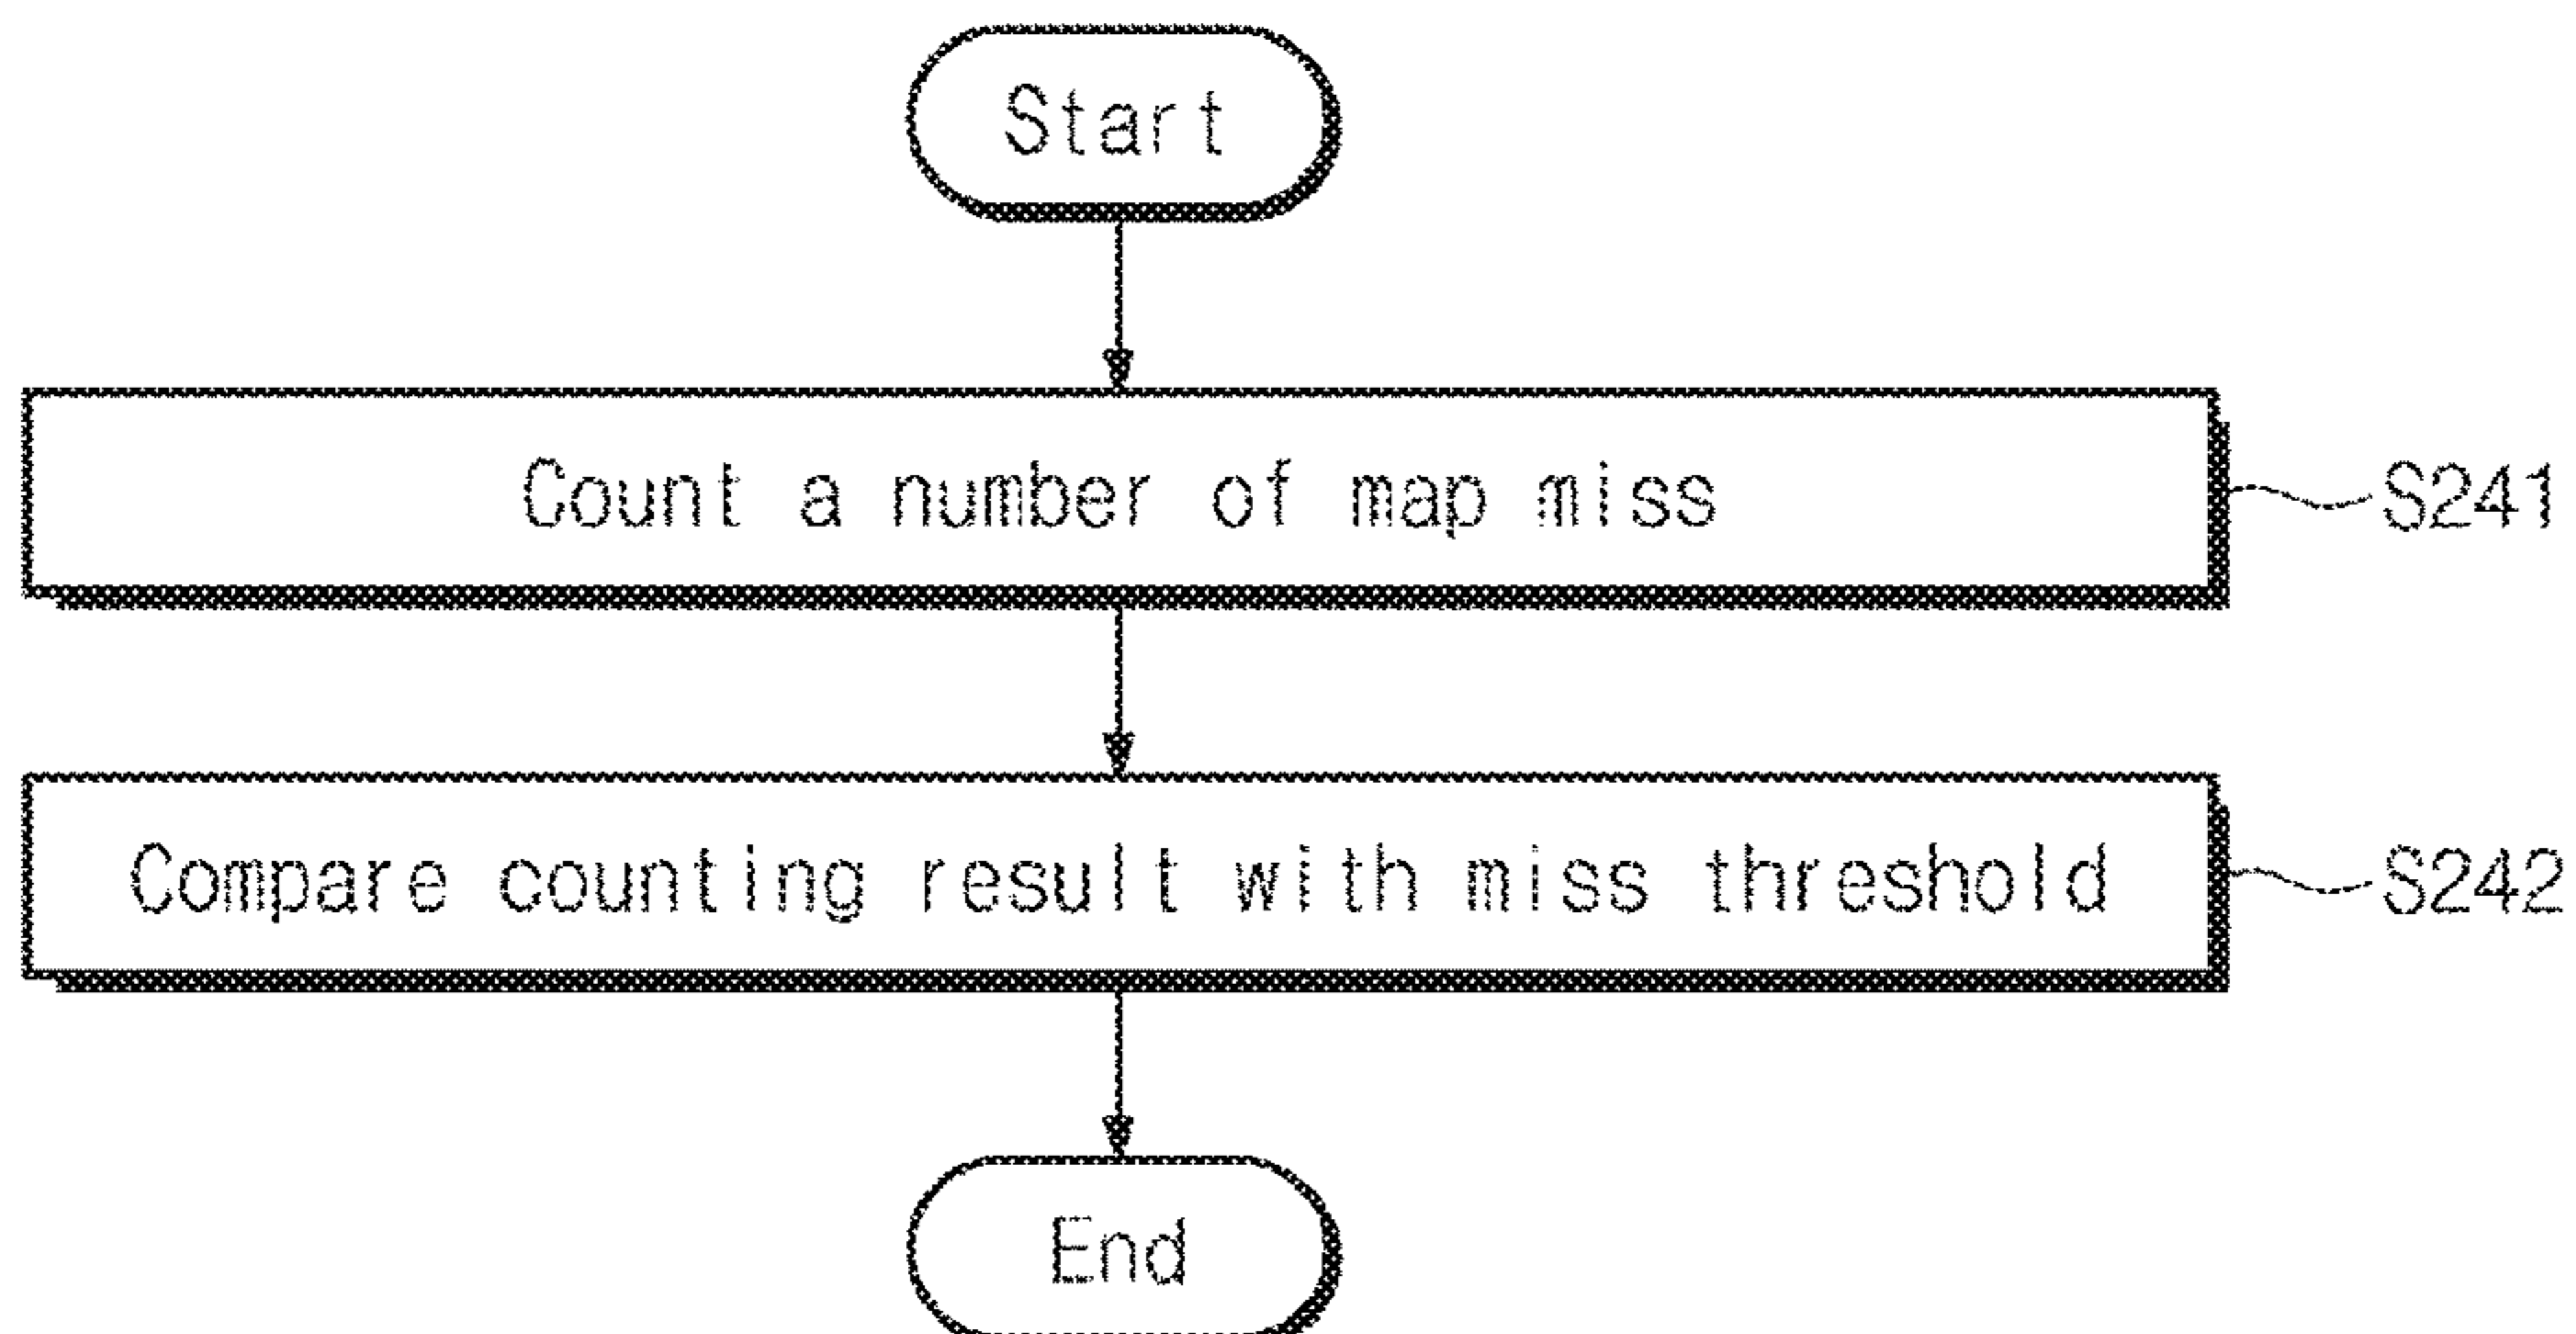 Start
Count a number of map miss
S241
Compare counting result with miss threshold
S242
End